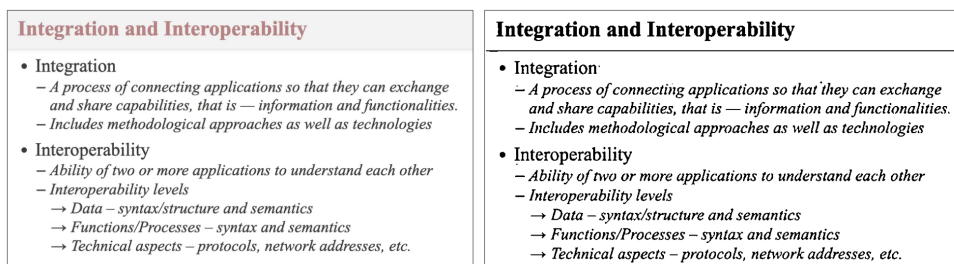 Integration and Interoperability
• Integration
– A process of connecting applications so that they can exchange
and share capabilities, that is — information and functionalities.
– Includes methodological approaches as well as technologies
• Interoperability
– Ability of two or more applications to understand each other
– Interoperability levels
→ Data – syntax/structure and semantics
→ Functions/Processes – syntax and semantics
→ Technical aspects – protocols, network addresses, etc.
Integration and Interoperability
• Integration
– A process of connecting applications so that they can exchange
and share capabilities, that is — information and functionalities.
– Includes methodological approaches as well as technologies
• Interoperability
– Ability of two or more applications to understand each other
– Interoperability levels
→ Data – syntax/structure and semantics
→ Functions/Processes – syntax and semantics
→ Technical aspects – protocols, network addresses, etc.